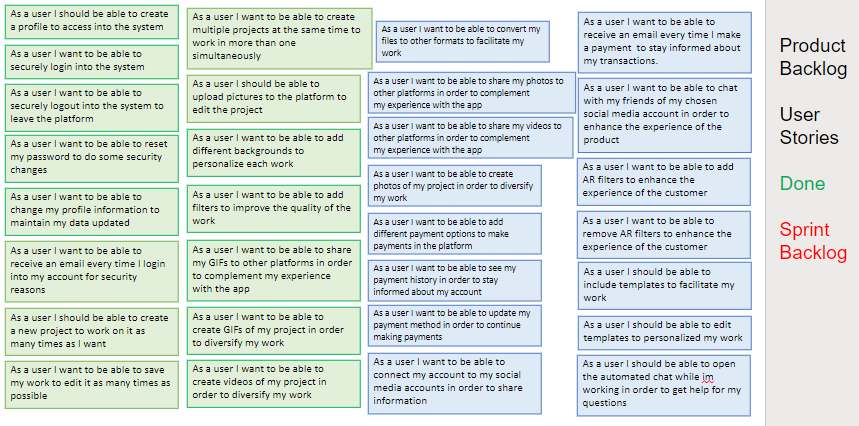 As a user I should be able to create
a profile to access into the system
As a user I want to be able to
securely login into the system
As a user I want to be able to
securely logout into the system to
leave the platform
As a user I want to be able to reset
my password to do some security
changes
As a user I want to be able to
change my profile information to
maintain my data updated
As a user I want to be able to
receive an email every time I login
into my account for security
reasons
As a user I should be able to create
a new project to work on it as
many times as I want
As a user I want to be able to save
my work to edit it as many times as
possible
As a user I want to be able to create
multiple projects at the same time to
work in more than one
simultaneously
As a user I should be able to
upload pictures to the platform to
edit the project
As a user I want to be able to add
different backgrounds to
personalize each work
As a user I want to be able to add
filters to improve the quality of the
work
As a user I want to be able to share
my GIFs to other platforms in order
to complement my experience
with the app
As a user I want to be able to
create GIFs of my project in order
to diversify my work
As a user I want to be able to
create videos of my project in
order to diversify my work
As a user I want to be able to convert my
files to other formats to facilitate my
work
As a user I want to be able to share my photos to
other platforms in order to complement
my experience with the app
As a user I want to be able to share my videos to
other platforms in order to complement
my experience with the app
As a user I want to be able to create
photos of my project in order to diversify
my work
As a user I want to be able to add
different payment options to make
payments in the platform
As a user I want to be able to see my
payment history in order to stay
informed about my account
As a user I want to be able to update my
payment method in order to continue
making payments
As a user I want to be able to
connect my account to my social
media accounts in order to share
information
As a user I want to be able to
receive an email every time I make
a payment to stay informed about
my transactions.
As a user I want to be able to chat
with my friends of my chosen
social media account in order to
enhance the experience of the
product
As a user I want to be able to add
AR filters to enhance the
experience of the customer
As a user I want to be able to
remove AR filters to enhance the
experience of the customer
As a user I should be able to
include templates to facilitate my
work
As a user I should be able to edit
templates to personalized my work
As a user I should be able to open
the automated chat while im
working in order to get help for my
questions
Product
Backlog
User
Stories
Done
Sprint
Backlog